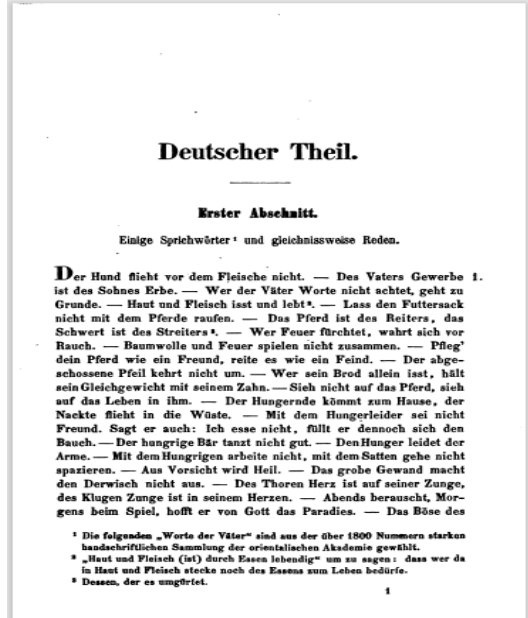 Deutscher Theil.
Erster Abschnitt.
Einige Sprichwörter¹ und gleichnissweise Reden.
Der Hund flieht vor dem Fleische nicht. — Des Vaters Gewerbe 1.
ist des Sohnes Erbe. — Wer der Väter Worte nicht achtet, geht zu
Grunde. — Haut und Fleisch isst und lebt². — Lass den Futtersack
nicht mit dem Pferde raufen. — Das Pferd ist des Reiters, das
Schwert ist des Streiters³. — Wer Feuer fürchtet, wahrt sich vor
Rauch. — Baumwolle und Feuer spielen nicht zusammen. — Pfleg'
dein Pferd wie ein Freund, reite es wie ein Feind. — Der abge-
schossene Pfeil kehrt nicht um. — Wer sein Brod allein isst, hält
sein Gleichgewicht mit seinem Zahn. — Sieh nicht auf das Pferd, sieh
auf das Leben in ihm. — Der Hungernde kömmt zum Hause, der
Nackte flieht in die Wüste. — Mit dem Hungerleider sei nicht
Freund. Sagt er auch: Ich esse nicht, füllt er dennoch sich den
Bauch. — Der hungrige Bär tanzt nicht gut. — Den Hunger leidet der
Arme. — Mit dem Hungrigen arbeite nicht, mit dem Satten gehe nicht
spazieren. — Aus Vorsicht wird Heil. — Das grobe Gewand macht
den Derwisch nicht aus. — Des Thoren Herz ist auf seiner Zunge,
des Klugen Zunge ist in seinem Herzen. — Abends berauscht, Mor-
gens beim Spiel, hofft er von Gott das Paradies. — Das Böse des
¹ Die folgenden „Worte der Väter“ sind aus der über 1800 Nummern starken
handschriftlichen Sammlung der orientalischen Akademie gewählt.
² „Haut und Fleisch (ist) durch Essen lebendig“ um zu sagen: dass wer da
in Haut und Fleisch stecke noch des Essens zum Leben bedürfe.
³ Dessen, der es umgürtet.
1